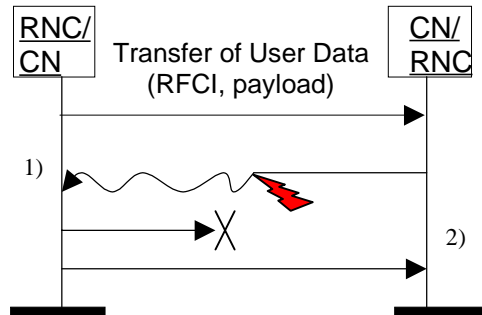 RNC/
CN
CN/
RNC
Transfer of User Data
(RFCI, payload)
1)
2)